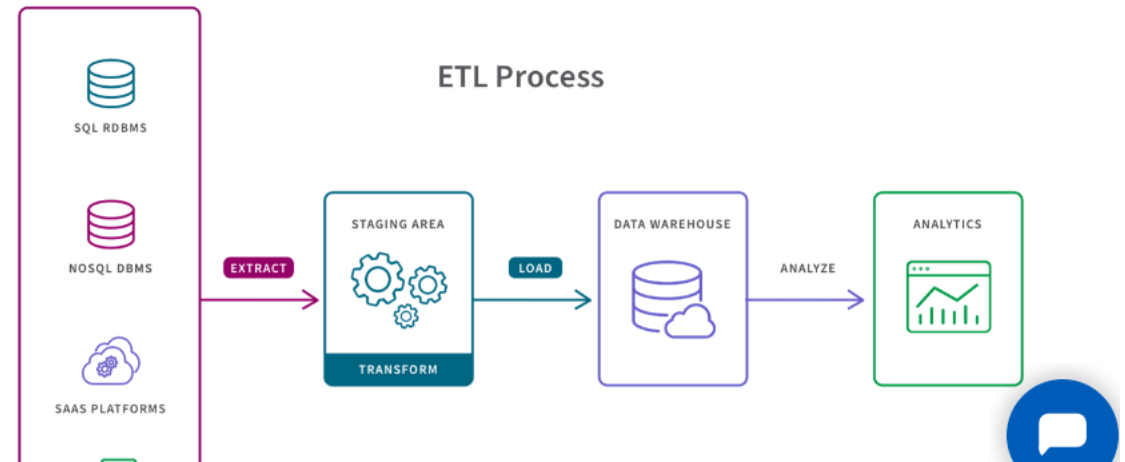 ETL Process
SQL RDBMS
NOSQL DBMS
SAAS PLATFORMS
EXTRACT
STAGING AREA
TRANSFORM
LOAD
DATA WAREHOUSE
ANALYZE
ANALYTICS